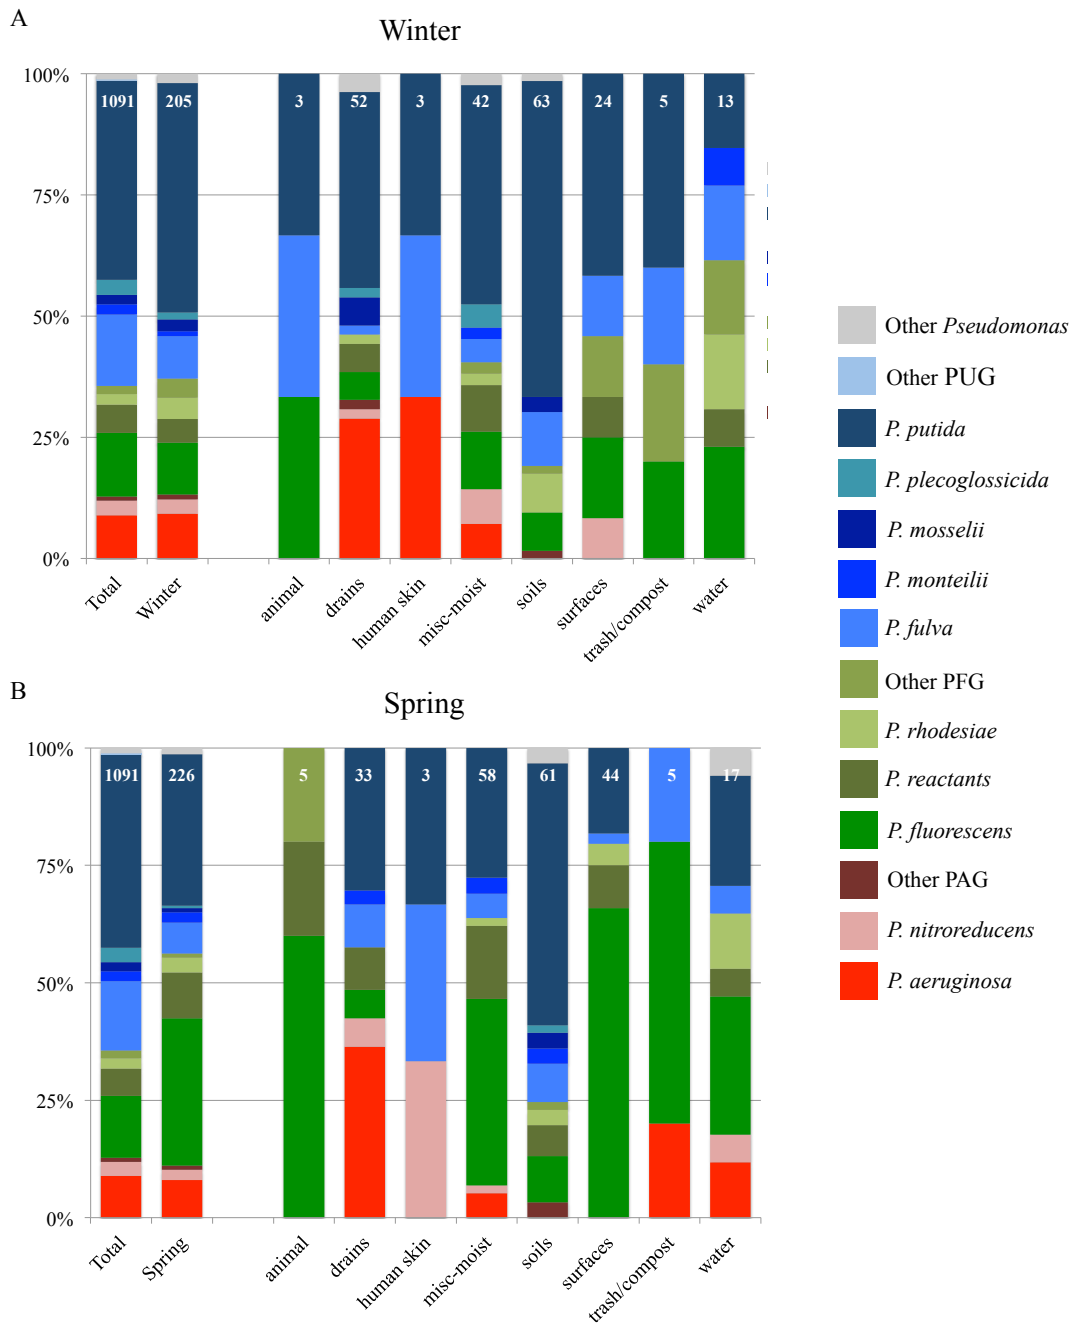 A
Winter
100%
75%
50%
25%
0%
1091
205
3
52
3
42
63
24
5
13
Total
Winter
animal
drains
human skin
misc-moist
soils
surfaces
trash/compost
water
B
Spring
100%
75%
50%
25%
0%
1091
226
5
33
3
58
61
44
5
17
Total
Spring
animal
drains
human skin
misc-moist
soils
surfaces
trash/compost
water
Other Pseudomonas
Other PUG
P. putida
P. plecoglossicida
P. mosselii
P. monteilii
P. fulva
Other PFG
P. rhodesiae
P. reactants
P. fluorescens
Other PAG
P. nitroreducens
P. aeruginosa